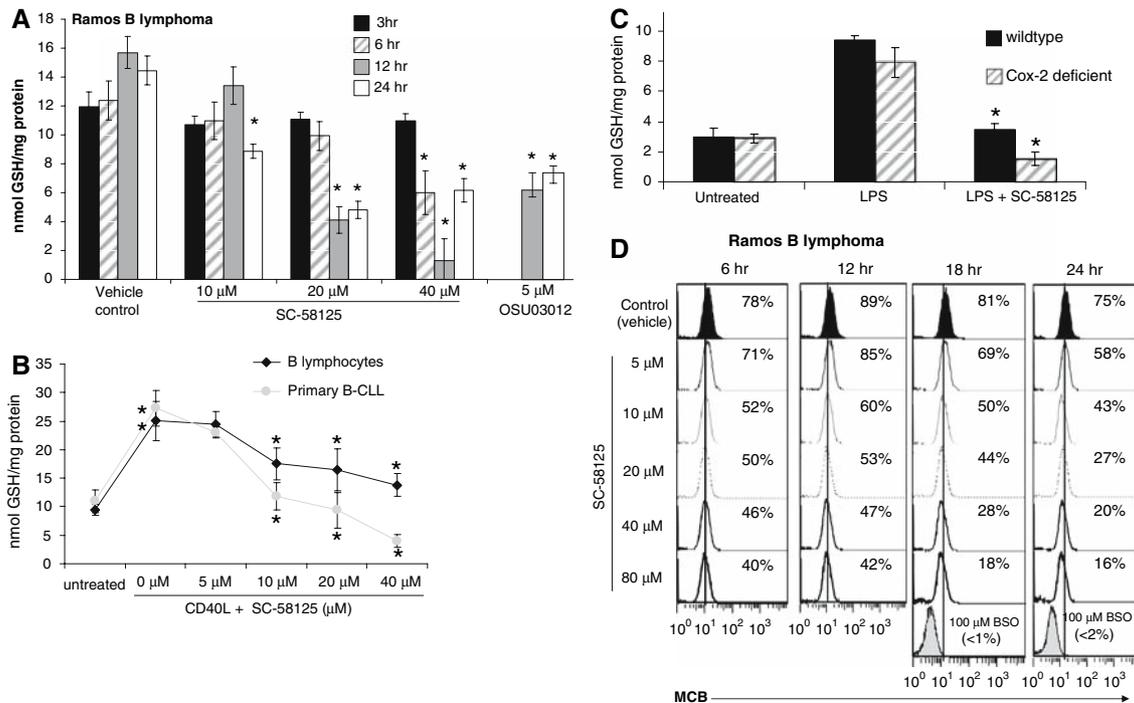 A
Ramos B lymphoma
nmol GSH/mg protein
18
16
14
12
10
8
6
4
2
0
3hr
6 hr
12 hr
24 hr
*
* *
*
*
*
* *
Vehicle
control
10 µM
20 µM
40 µM
SC-58125
5 µM
OSU03012
B
nmol GSH/mg protein
35
30
25
20
15
10
5
0
B lymphocytes
Primary B-CLL
*
*
*
*
*
*
*
*
untreated
0 µM
5 µM
10 µM
20 µM
40 µM
CD40L + SC-58125 (µM)
C
nmol GSH/mg protein
10
8
6
4
2
0
wildtype
Cox-2 deficient
*
*
Untreated
LPS
LPS + SC-58125
D
Ramos B lymphoma
6 hr 12 hr 18 hr 24 hr
Control
(vehicle)
78% 89% 81% 75%
5 µM 71% 85% 69% 58%
10 µM 52% 60% 50% 43%
20 µM 50% 53% 44% 27%
40 µM 46% 47% 28% 20%
80 µM 40% 42% 18% 16%
SC-58125
100 µM BSO
(<1%)
100 µM BSO
(<2%)
10⁰ 10¹ 10² 10³
10⁰ 10¹ 10² 10³
10⁰ 10¹ 10² 10³
10⁰ 10¹ 10² 10³
MCB